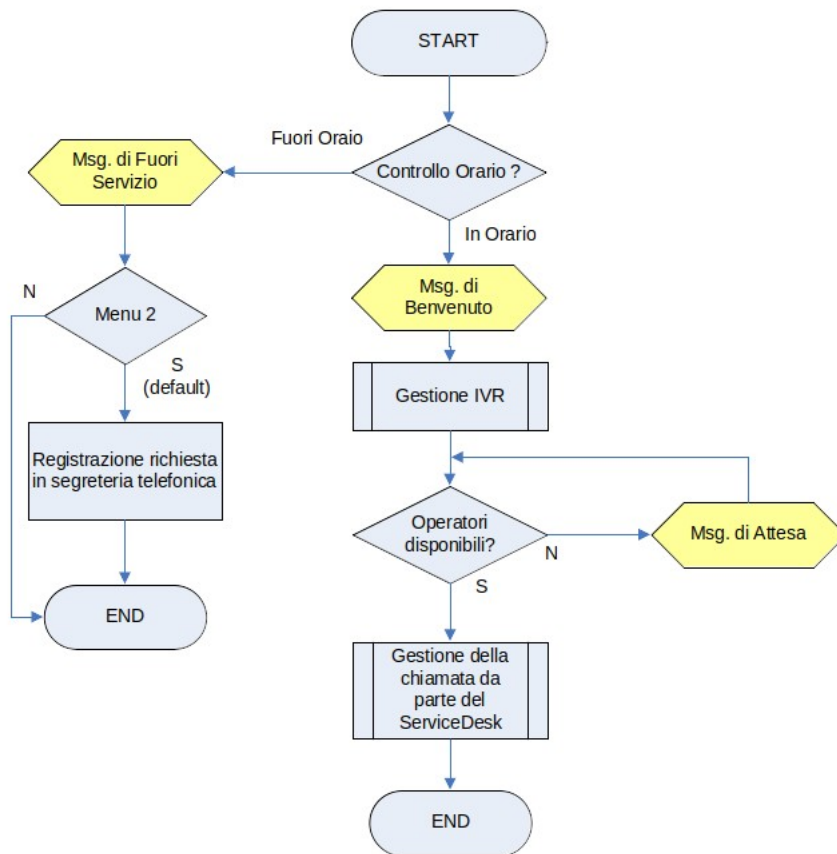 START
Fuori Oraio
Controllo Orario ?
Msg. di Fuori
Servizio
In Orario
Msg. di
Benvenuto
N
Menu 2
S
(default)
Gestione IVR
Registrazione richiesta
in segreteria telefonica
Operatori
disponibili?
N
Msg. di Attesa
S
END
Gestione della
chiamata da
parte del
ServiceDesk
END